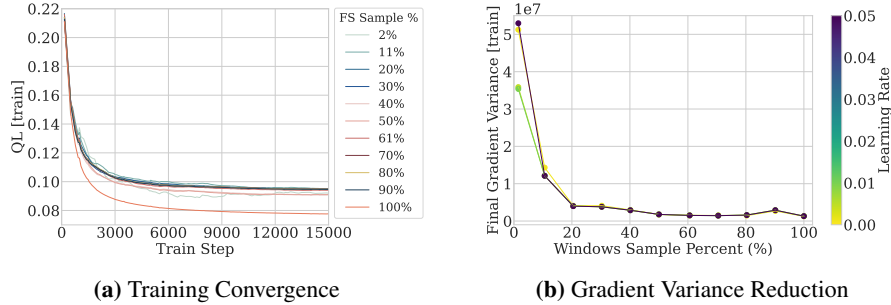 0.22
0.20
0.18
0.16
0.14
0.12
0.10
0.08
QL [train]
0 3000 6000 9000 12000 15000
Train Step
FS Sample %
2%
11%
20%
30%
40%
50%
61%
70%
80%
90%
100%
(a) Training Convergence
1e7
5
4
3
2
1
0
Final Gradient Variance [train]
0 20 40 60 80 100
Windows Sample Percent (%)
0.05
0.04
0.03
0.02
0.01
0.00
Learning Rate
(b) Gradient Variance Reduction